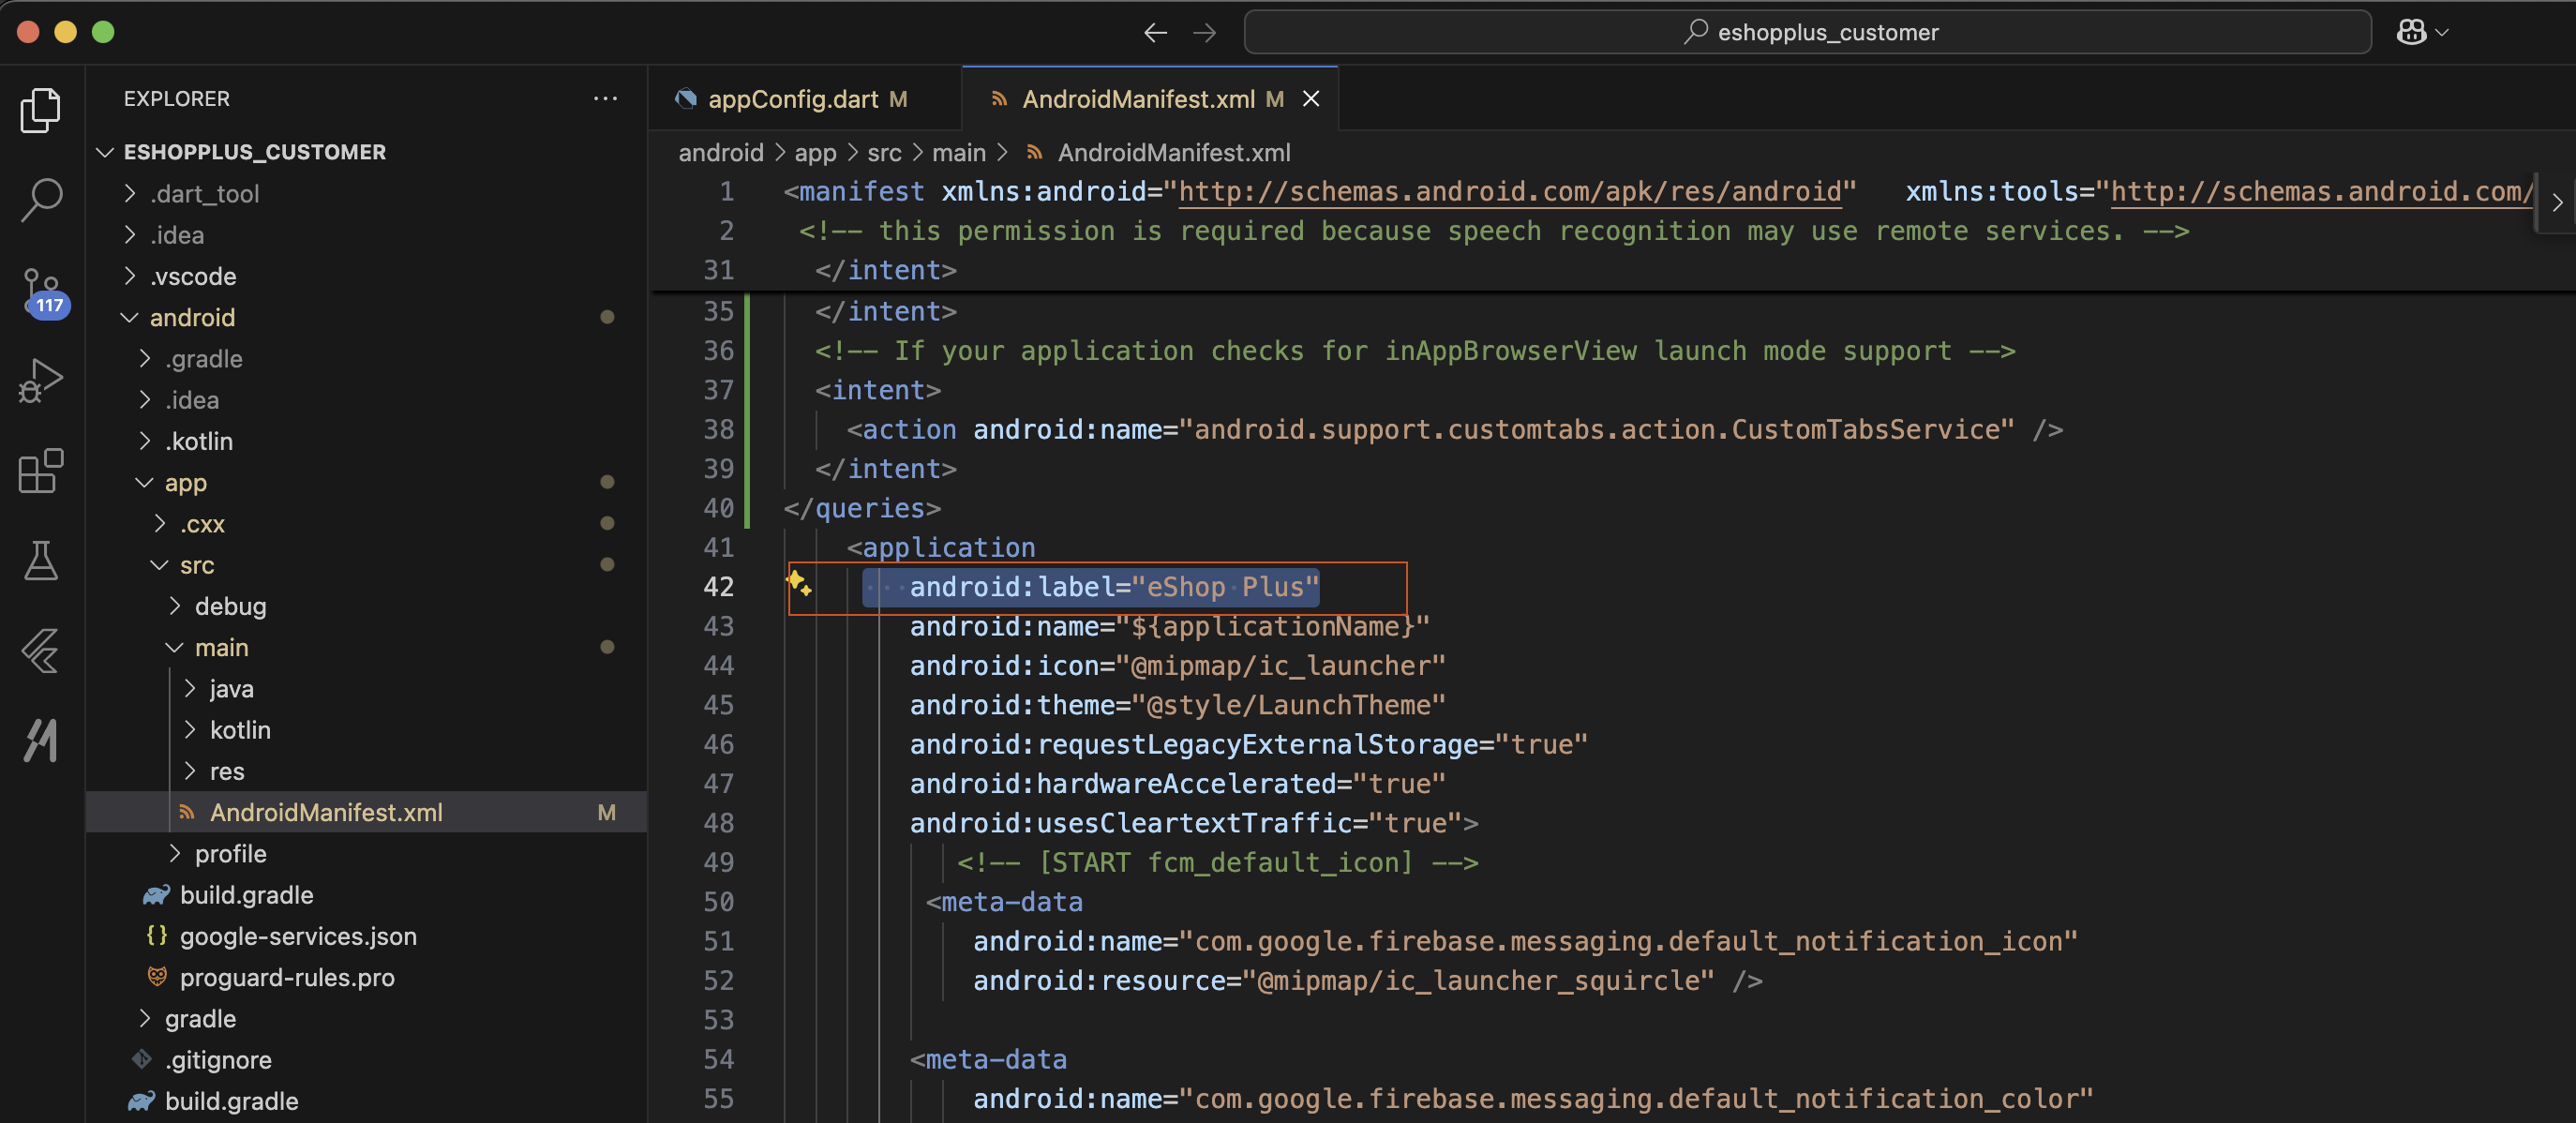 eshopplus_customer
EXPLORER
ESHOPPLUS_CUSTOMER
.dart_tool
.idea
.vscode
117
android
.gradle
.idea
.kotlin
app
.cxx
src
debug
main
java
kotlin
res
AndroidManifest.xml M
profile
build.gradle
google-services.json
proguard-rules.pro
gradle
.gitignore
build.gradle
appConfig.dart M
AndroidManifest.xml M
android > app > src > main > AndroidManifest.xml
1 <manifest xmlns:android="http://schemas.android.com/apk/res/android" xmlns:tools="http://schemas.android.com/
2 <!-- this permission is required because speech recognition may use remote services. -->
31 </intent>
35 </intent>
36 <!-- If your application checks for inAppBrowserView launch mode support -->
37 <intent>
38 <action android:name="android.support.customtabs.action.CustomTabsService" />
39 </intent>
40 </queries>
41 <application
42 android:label="eShop Plus"
43 android:name="${applicationName}"
44 android:icon="@mipmap/ic_launcher"
45 android:theme="@style/LaunchTheme"
46 android:requestLegacyExternalStorage="true"
47 android:hardwareAccelerated="true"
48 android:usesCleartextTraffic="true">
49 <!-- [START fcm_default_icon] -->
50 <meta-data
51 android:name="com.google.firebase.messaging.default_notification_icon"
52 android:resource="@mipmap/ic_launcher_squircle" />
53
54 <meta-data
55 android:name="com.google.firebase.messaging.default_notification_color"